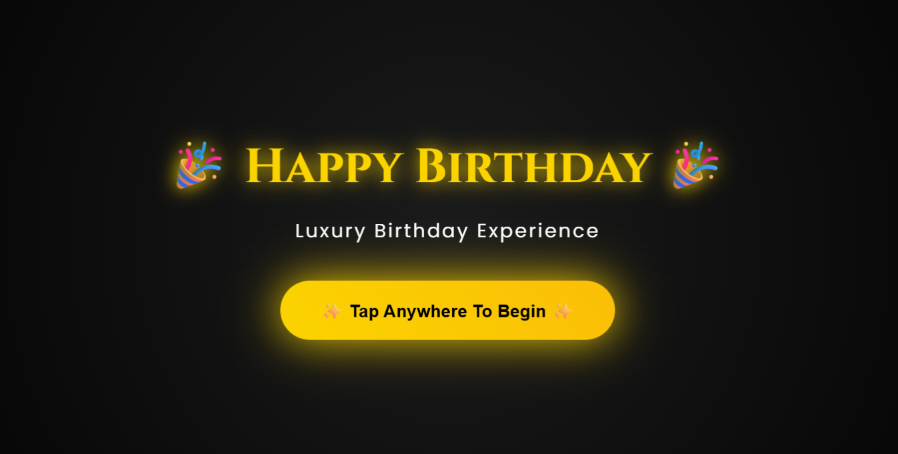 🎉 Happy Birthday 🎉
Luxury Birthday Experience
✨ Tap Anywhere To Begin ✨